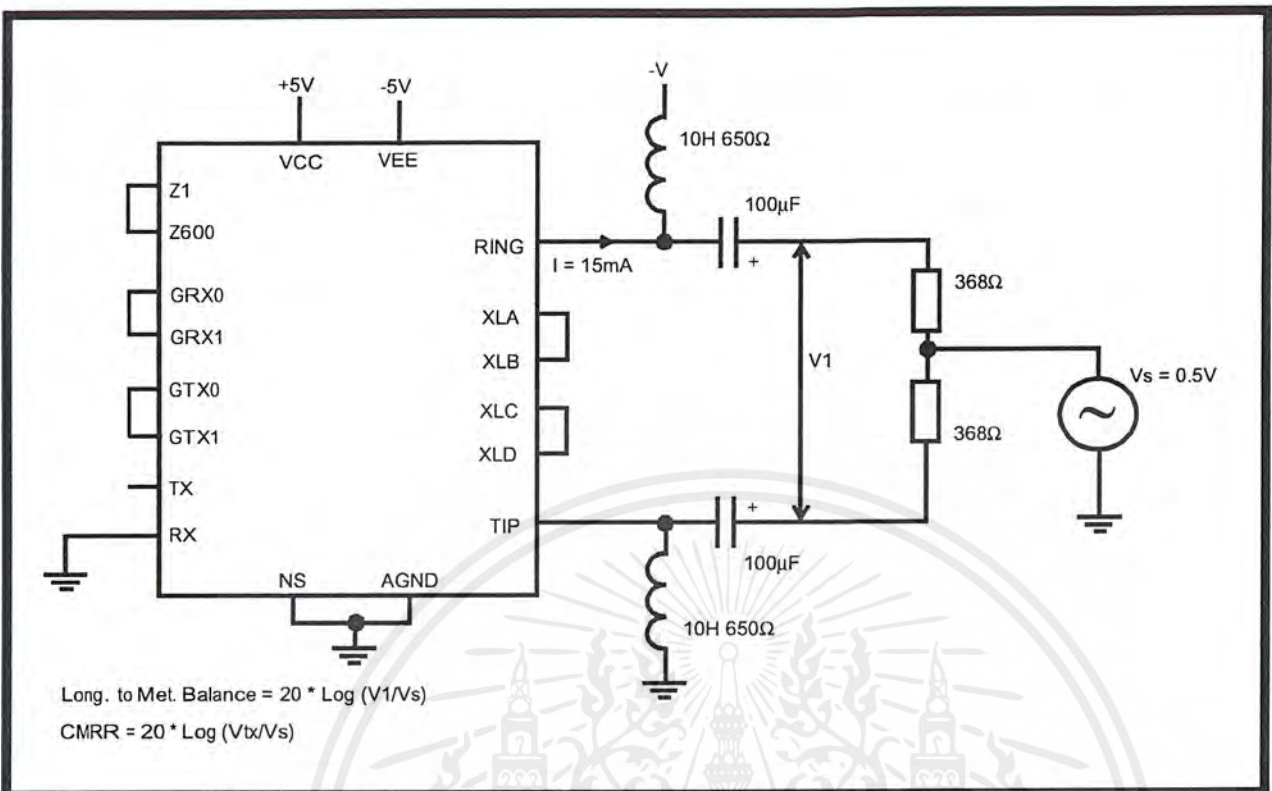 +5V
-5V
-V
VCC
VEE
10H 650Ω
Z1
Z600
100µF
RING
+
I = 15mA
GRX0
GRX1
368Ω
XLA
XLB
V1
Vs = 0.5V
GTX0
GTX1
XLC
XLD
368Ω
TX
RX
TIP
+
100µF
NS
AGND
10H 650Ω
Long. to Met. Balance = 20 * Log (V1/Vs)
CMRR = 20 * Log (Vtx/Vs)